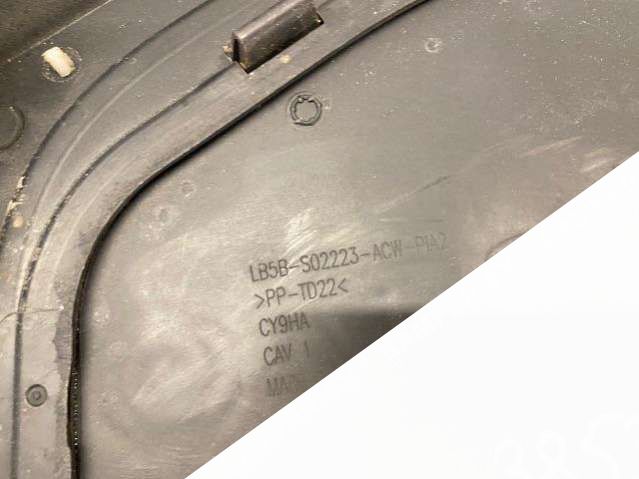 LB5B-S02223-ACW-PIA2
>PP-TD22<
CY9HA
CAV 1